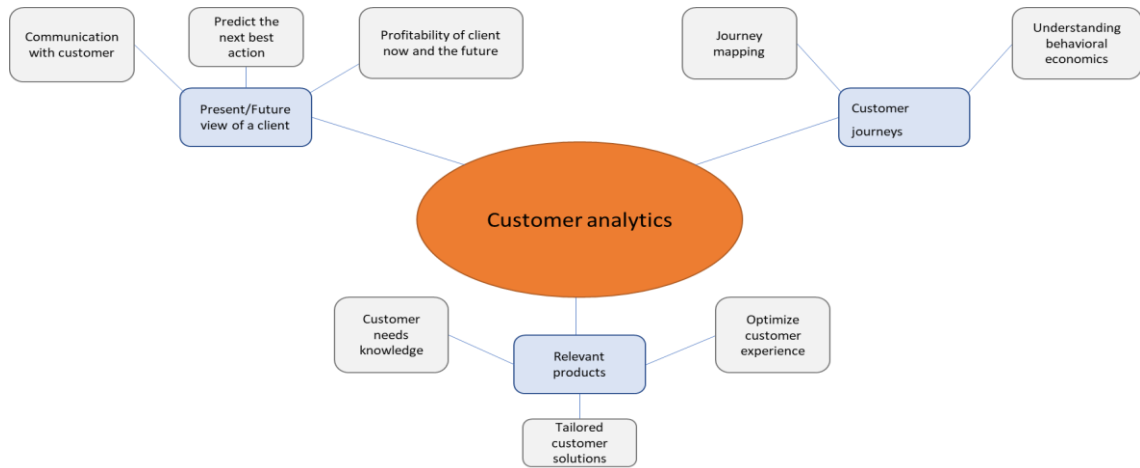 Communication
with customer
Predict the
next best
action
Profitability of client
now and the future
Present/Future
view of a client
Journey
mapping
Understanding
behavioral
economics
Customer
journeys
Customer analytics
Customer
needs
knowledge
Relevant
products
Optimize
customer
experience
Tailored
customer
solutions